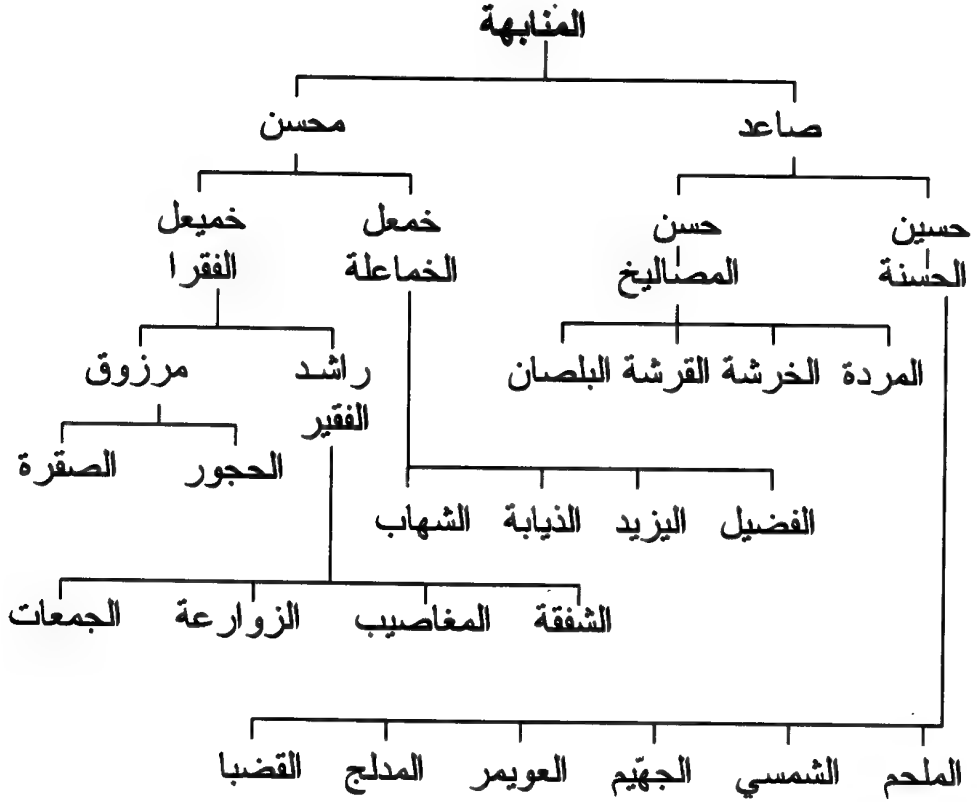 المنابهة
صاعد محسن
حسين حسن خمعل خميعل
الحسنة المصاليخ الخماعلة الفقرا
المردة الخرشة القرشة البلصان راشد مرزوق
الفقير
الحجور الصقرة
الفضيل اليزيد الذيابة الشهاب
الشفقة المغاصيب الزوارعة الجمعات
الملحم الشمسي الجهيّم العويمر المدلج القضبا